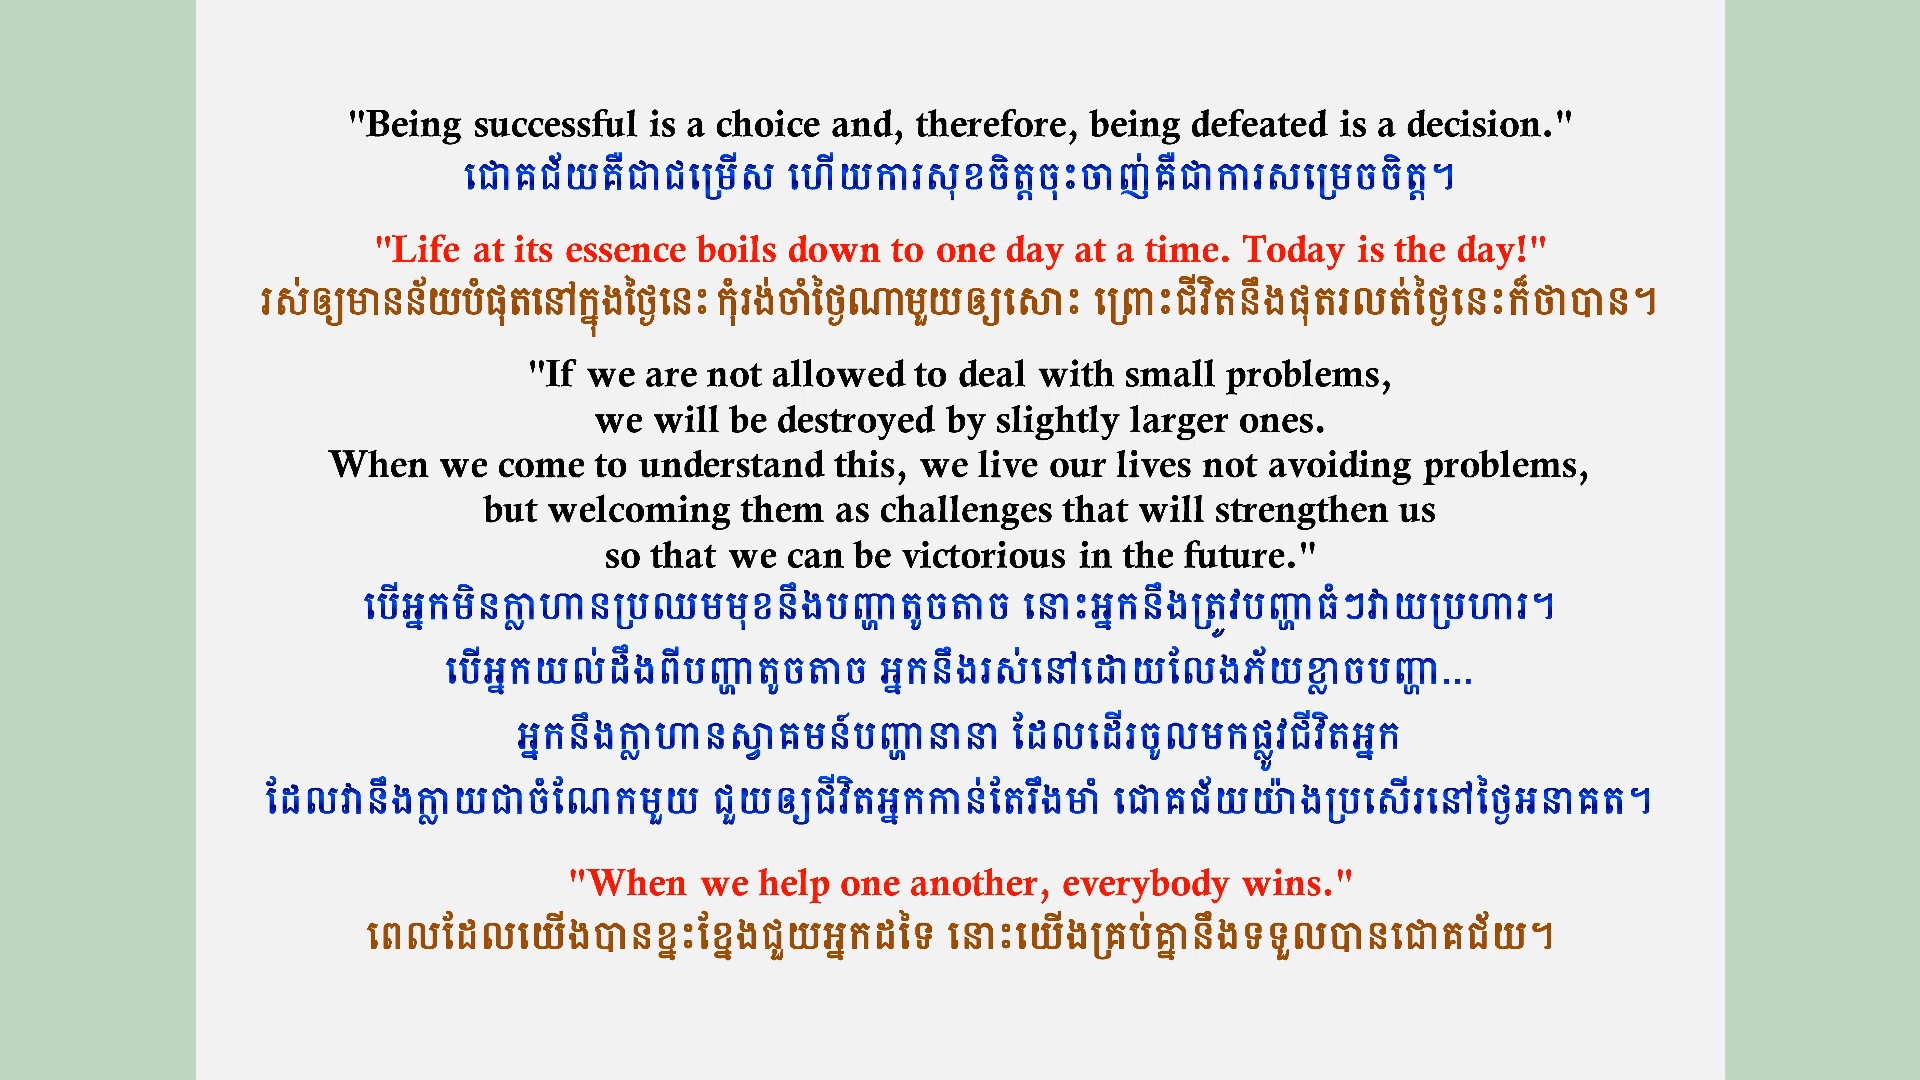 "Being successful is a choice and, therefore, being defeated is a decision."
ជោគជ័យគឺជាជម្រើស ហើយការសុខចិត្តចុះចាញ់គឺជាការសម្រេចចិត្ត។
"Life at its essence boils down to one day at a time. Today is the day!"
រស់ឲ្យមានន័យបំផុតនៅក្នុងថ្ងៃនេះ កុំរង់ចាំថ្ងៃណាមួយឲ្យសោះ ព្រោះជីវិតនឹងផុតរលត់ថ្ងៃនេះក៏ថាបាន។
"If we are not allowed to deal with small problems,
we will be destroyed by slightly larger ones.
When we come to understand this, we live our lives not avoiding problems,
but welcoming them as challenges that will strengthen us
so that we can be victorious in the future."
បើអ្នកមិនក្លាហានប្រឈមមុខនឹងបញ្ហាតូចតាច នោះអ្នកនឹងត្រូវបញ្ហាធំៗវាយប្រហារ។
បើអ្នកយល់ដឹងពីបញ្ហាតូចតាច អ្នកនឹងរស់នៅដោយលែងភ័យខ្លាចបញ្ហា...
អ្នកនឹងក្លាហានស្វាគមន៍បញ្ហានានា ដែលដើរចូលមកផ្លូវជីវិតអ្នក
ដែលវានឹងក្លាយជាចំណែកមួយ ជួយឲ្យជីវិតអ្នកកាន់តែរឹងមាំ ជោគជ័យយ៉ាងប្រសើរនៅថ្ងៃអនាគត។
"When we help one another, everybody wins."
ពេលដែលយើងបានខ្នះខ្នែងជួយអ្នកដទៃ នោះយើងគ្រប់គ្នានឹងទទួលបានជោគជ័យ។